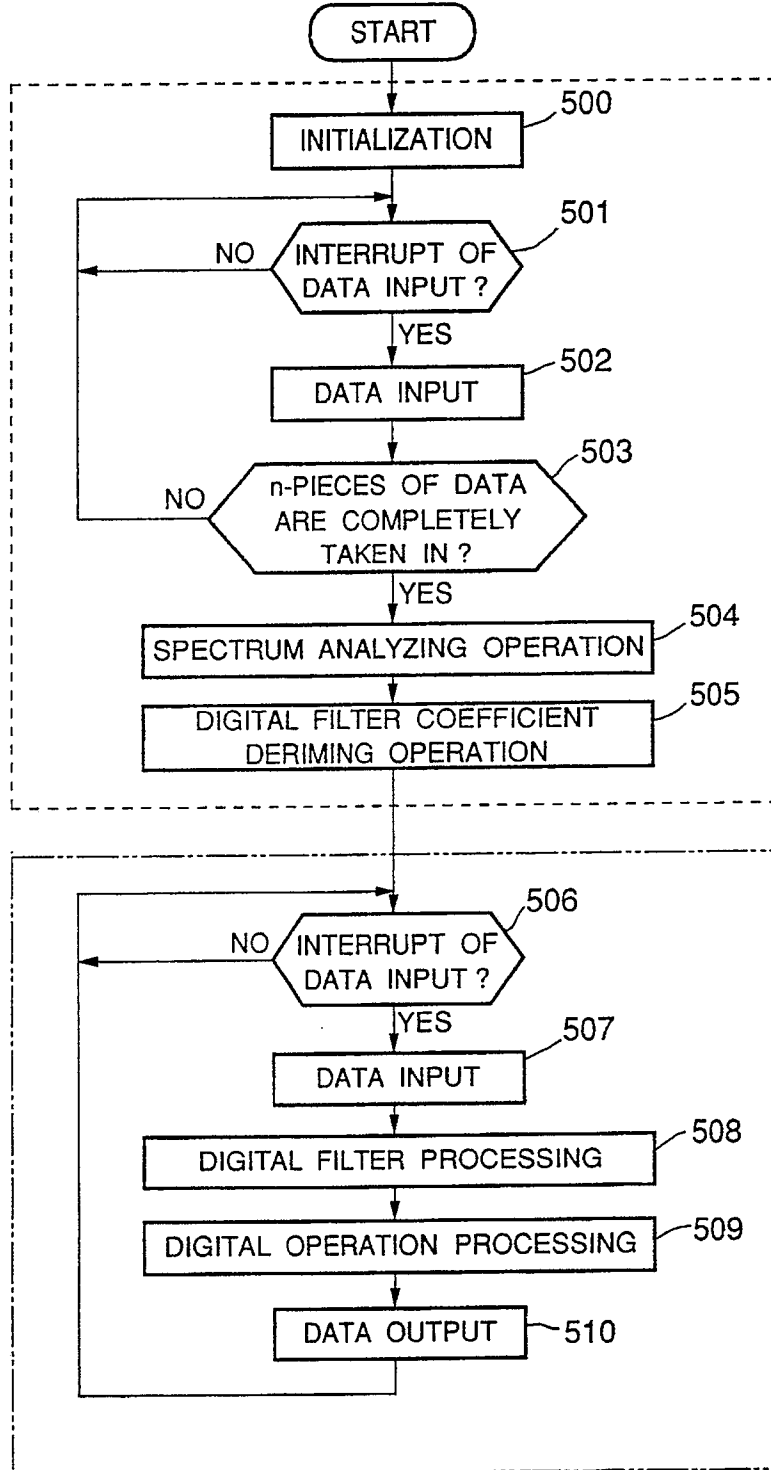 START
500
INITIALIZATION
501
NO
INTERRUPT OF
DATA INPUT ?
YES
502
DATA INPUT
503
NO
n-PIECES OF DATA
ARE COMPLETELY
TAKEN IN ?
YES
504
SPECTRUM ANALYZING OPERATION
505
DIGITAL FILTER COEFFICIENT
DERIMING OPERATION
506
NO
INTERRUPT OF
DATA INPUT ?
YES
507
DATA INPUT
508
DIGITAL FILTER PROCESSING
509
DIGITAL OPERATION PROCESSING
DATA OUTPUT
510